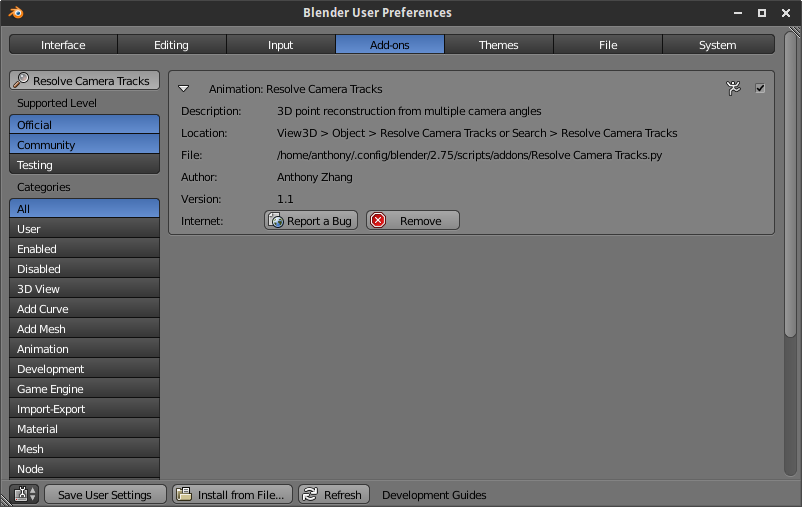 Blender User Preferences
Interface Editing Input Add-ons Themes File System
Resolve Camera Tracks
Supported Level
Official
Community
Testing
Categories
All
User
Enabled
Disabled
3D View
Add Curve
Add Mesh
Animation
Development
Game Engine
Import-Export
Material
Mesh
Node
Animation: Resolve Camera Tracks
Description: 3D point reconstruction from multiple camera angles
Location: View3D > Object > Resolve Camera Tracks or Search > Resolve Camera Tracks
File: /home/anthony/.config/blender/2.75/scripts/addons/Resolve Camera Tracks.py
Author: Anthony Zhang
Version: 1.1
Internet: Report a Bug Remove
Save User Settings Install from File... Refresh Development Guides